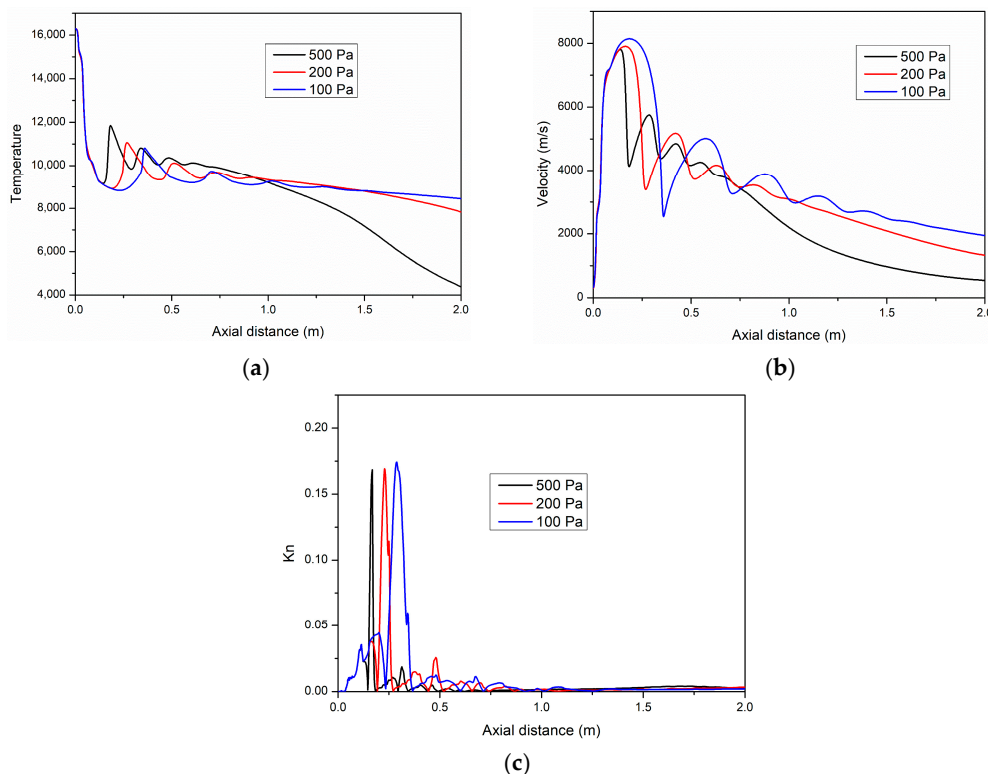 16,000
14,000
12,000
10,000
8,000
6,000
4,000
Temperature
500 Pa
200 Pa
100 Pa
0.0 0.5 1.0 1.5 2.0
Axial distance (m)
(a)
8000
6000
4000
2000
0
Velocity (m/s)
500 Pa
200 Pa
100 Pa
0.0 0.5 1.0 1.5 2.0
Axial distance (m)
(b)
0.20
0.15
0.10
0.05
0.00
Kn
500 Pa
200 Pa
100 Pa
0.0 0.5 1.0 1.5 2.0
Axial distance (m)
(c)